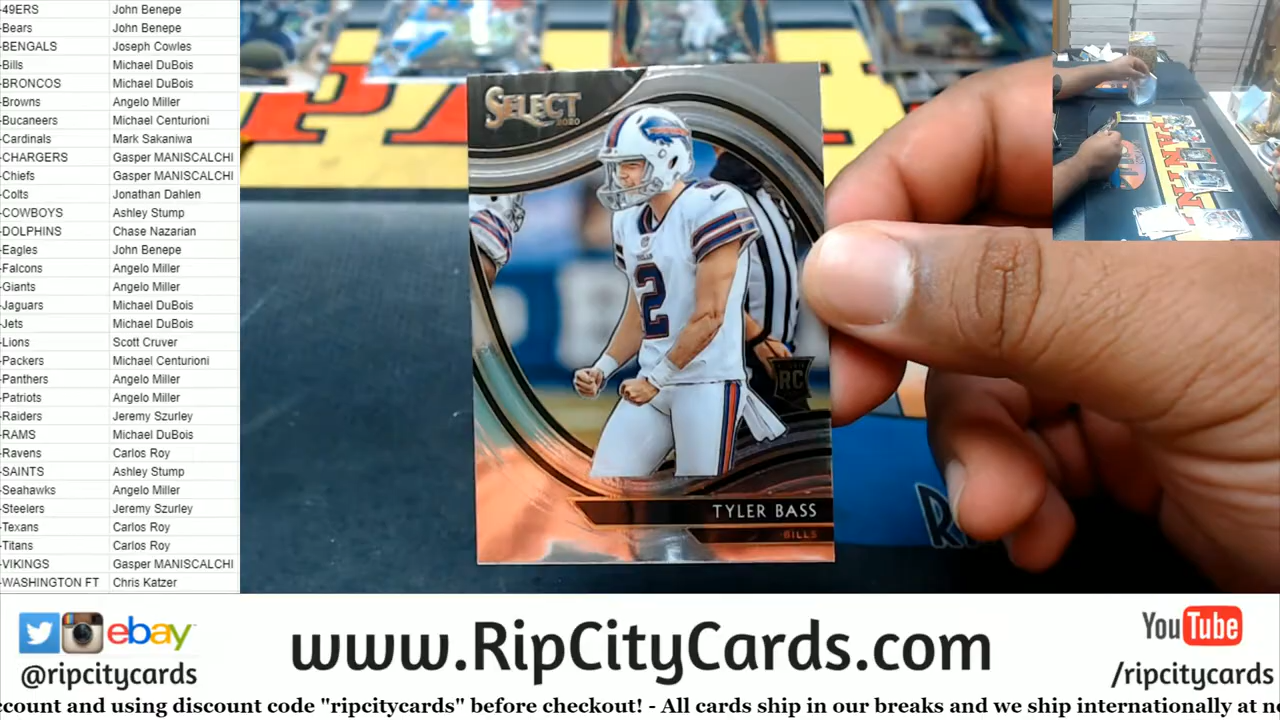 -49ERS John Benepe
-Bears John Benepe
-BENGALS Joseph Cowles
-Bills Michael DuBois
-BRONCOS Michael DuBois
-Browns Angelo Miller
-Bucaneers Michael Centurioni
-Cardinals Mark Sakaniwa
-CHARGERS Gasper MANISCALCHI
-Chiefs Gasper MANISCALCHI
-Colts Jonathan Dahlen
-COWBOYS Ashley Stump
-DOLPHINS Chase Nazarian
-Eagles John Benepe
-Falcons Angelo Miller
-Giants Angelo Miller
-Jaguars Michael DuBois
-Jets Michael DuBois
-Lions Scott Cruver
-Packers Michael Centurioni
-Panthers Angelo Miller
-Patriots Angelo Miller
-Raiders Jeremy Szurley
-RAMS Michael DuBois
-Ravens Carlos Roy
-SAINTS Ashley Stump
-Seahawks Angelo Miller
-Steelers Jeremy Szurley
-Texans Carlos Roy
-Titans Carlos Roy
-VIKINGS Gasper MANISCALCHI
-WASHINGTON FT Chris Katzer
SELECT
2020
2
RC
TYLER BASS
BILLS
PANINI
ebay
@ripcitycards
www.RipCityCards.com
YouTube
/ripcitycards
account and using discount code "ripcitycards" before checkout! - All cards ship in our breaks and we ship internationally at